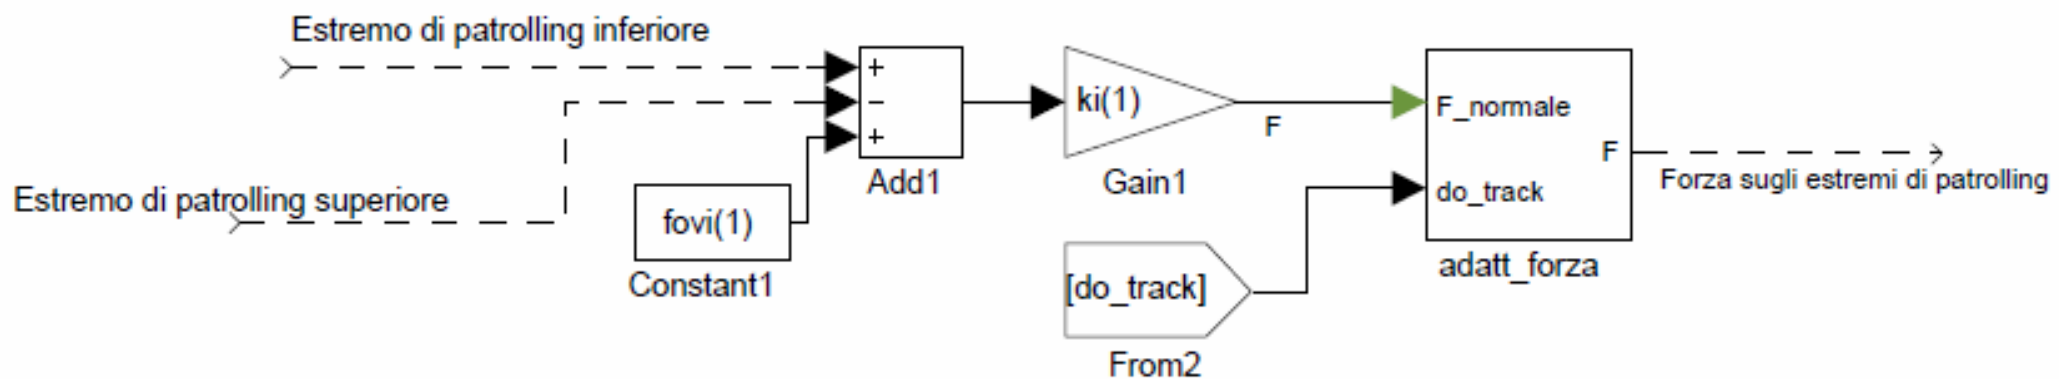 Estremo di patrolling inferiore
+
−
+
Add1
ki(1)
Gain1
F
F_normale
do_track
F
adatt_forza
Forza sugli estremi di patrolling
Estremo di patrolling superiore
fovi(1)
Constant1
[do_track]
From2